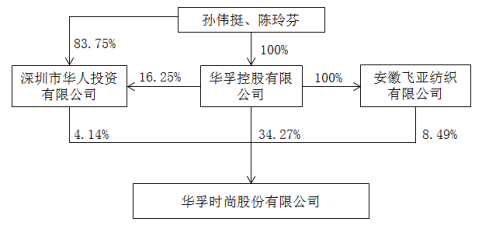 孙伟挺、陈玲芬
83.75%
100%
深圳市华人投资
有限公司
16.25%
华孚控股有限
公司
100%
安徽飞亚纺织
有限公司
4.14%
34.27%
8.49%
华孚时尚股份有限公司